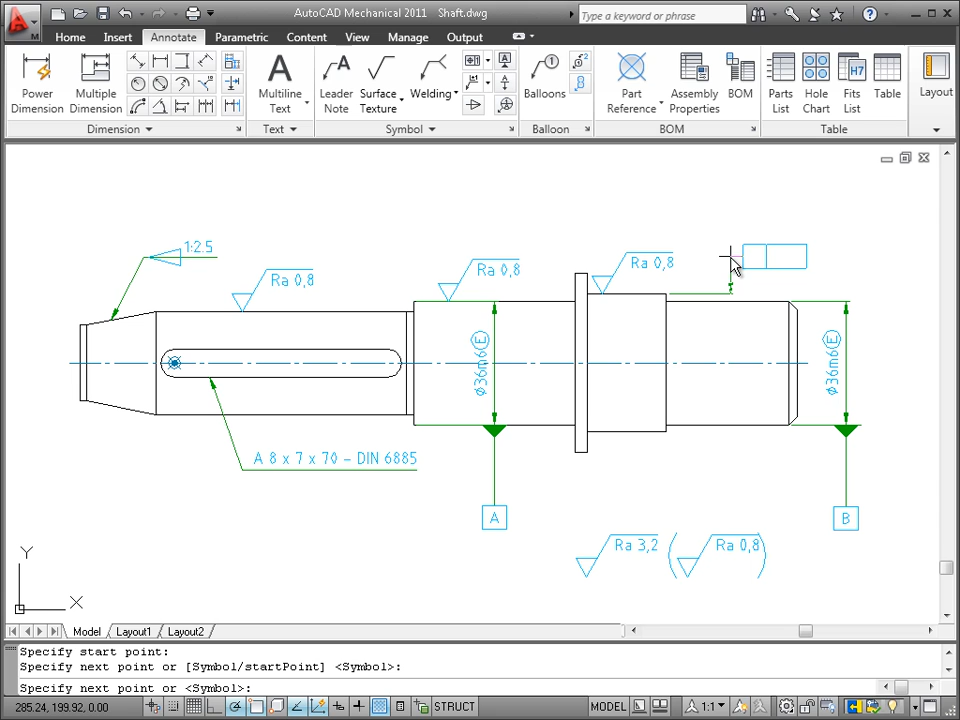 AutoCAD Mechanical 2011 Shaft.dwg
Type a keyword or phrase
Home Insert Annotate Parametric Content View Manage Output
Power Dimension
Multiple Dimension
Multiline Text
Leader Note
Surface Texture
Welding
Balloons
Part Reference
Assembly Properties
BOM
Parts List
Hole Chart
Fits List
Table
Layout
Dimension Text Symbol Balloon BOM Table
1:2.5
Ra 0,8
Ra 0,8
Ra 0,8
ϕ36m6 E
ϕ36m6 E
A 8 x 7 x 70 – DIN 6885
A
B
Ra 3,2 ( Ra 0,8 )
Y
X
Model Layout1 Layout2
Specify start point:
Specify next point or [Symbol/startPoint] <Symbol>:
Specify next point or <Symbol>:
285.24, 199.92, 0.00 STRUCT MODEL 1:1